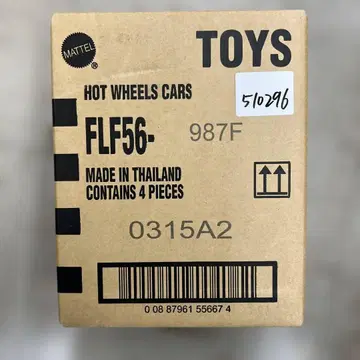 MATTEL
®
TOYS
510296
HOT WHEELS CARS
FLF56- 987F
MADE IN THAILAND
CONTAINS 4 PIECES
0315A2
0 08 87961 55667 4